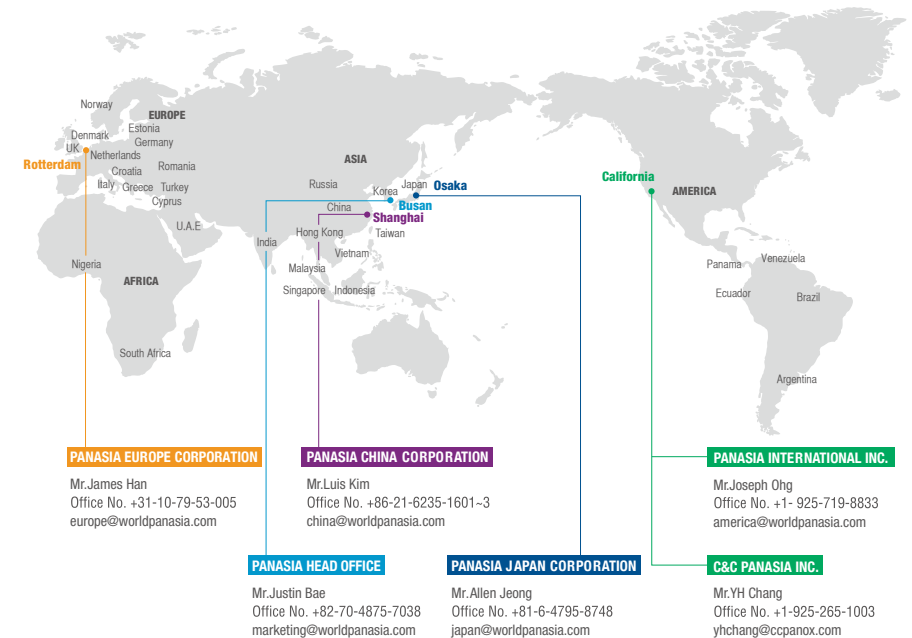 Norway
EUROPE
Estonia
Denmark
Germany
UK
Netherlands
Rotterdam
Croatia
Romania
Italy
Greece
Turkey
Cyprus
U.A.E
Nigeria
AFRICA
South Africa
ASIA
Russia
Korea
Japan
Osaka
Busan
China
Shanghai
Hong Kong
Taiwan
India
Vietnam
Malaysia
Singapore
Indonesia
California
AMERICA
Panama
Venezuela
Ecuador
Brazil
Argentina
PANASIA EUROPE CORPORATION
Mr.James Han
Office No. +31-10-79-53-005
europe@worldpanasia.com
PANASIA CHINA CORPORATION
Mr.Luis Kim
Office No. +86-21-6235-1601~3
china@worldpanasia.com
PANASIA INTERNATIONAL INC.
Mr.Joseph Ohg
Office No. +1- 925-719-8833
america@worldpanasia.com
PANASIA HEAD OFFICE
Mr.Justin Bae
Office No. +82-70-4875-7038
marketing@worldpanasia.com
PANASIA JAPAN CORPORATION
Mr.Allen Jeong
Office No. +81-6-4795-8748
japan@worldpanasia.com
C&C PANASIA INC.
Mr.YH Chang
Office No. +1-925-265-1003
yhchang@ccpanox.com